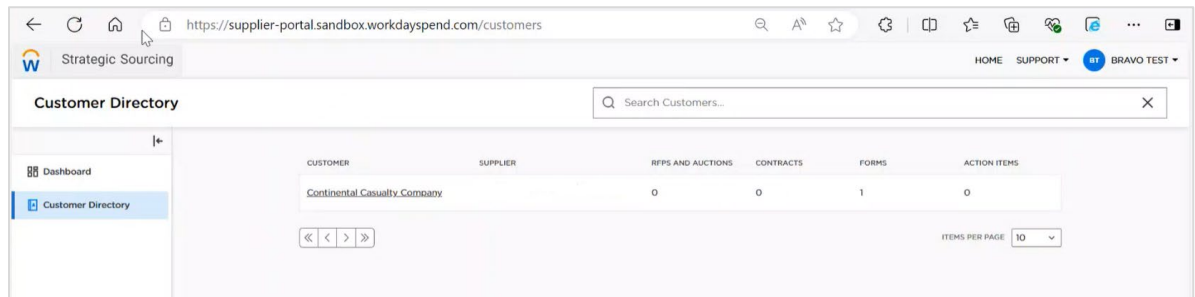 https://supplier-portal.sandbox.workdayspend.com/customers
W Strategic Sourcing HOME SUPPORT BT BRAVO TEST
Customer Directory Search Customers...
Dashboard
Customer Directory
CUSTOMER SUPPLIER RFPS AND AUCTIONS CONTRACTS FORMS ACTION ITEMS
Continental Casualty Company 0 0 1 0
ITEMS PER PAGE 10